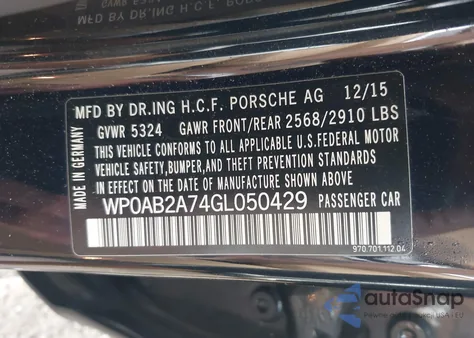 MFD BY DR.ING H.C.F. PORSCHE AG 12/15
GVWR 5324 GAWR FRONT/REAR 2568/2910 LBS
THIS VEHICLE CONFORMS TO ALL
APPLICABLE U.S. FEDERAL MOTOR
VEHICLE SAFETY, BUMPER, AND THEFT PREVENTION STANDARDS
IN EFFECT ON THE DATE OF MANUFACTURE SHOWN ABOVE.
WP0AB2A74GL050429 PASSENGER CAR
MADE IN GERMANY
970.701.112.04
autoSnap